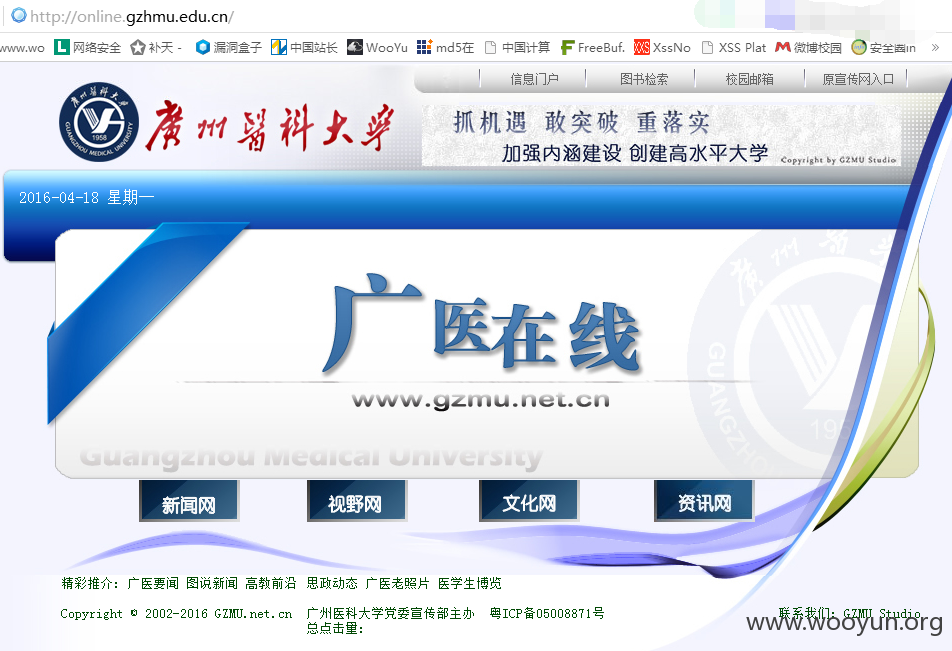 http://online.gzhmu.edu.cn/
www.wo 网络安全 补天 - 漏洞盒子 中国站长 WooYu md5在 中国计算 FreeBuf. XssNo XSS Plat 微博校园 安全圈in »
信息门户 图书检索 校园邮箱 原宣传网入口
廣州醫科大學
GUANGZHOU MEDICAL UNIVERSITY
1958
抓机遇 敢突破 重落实
加强内涵建设 创建高水平大学 Copyright by GZMU Studio
2016-04-18 星期一
广医在线
www.gzmu.net.cn
Guangzhou Medical University
新闻网 视野网 文化网 资讯网
精彩推介: 广医要闻 图说新闻 高教前沿 思政动态 广医老照片 医学生博览
Copyright © 2002-2016 GZMU.net.cn 广州医科大学党委宣传部主办 粤ICP备05008871号 联系我们: GZMU Studio
总点击量:
www.wooyun.org